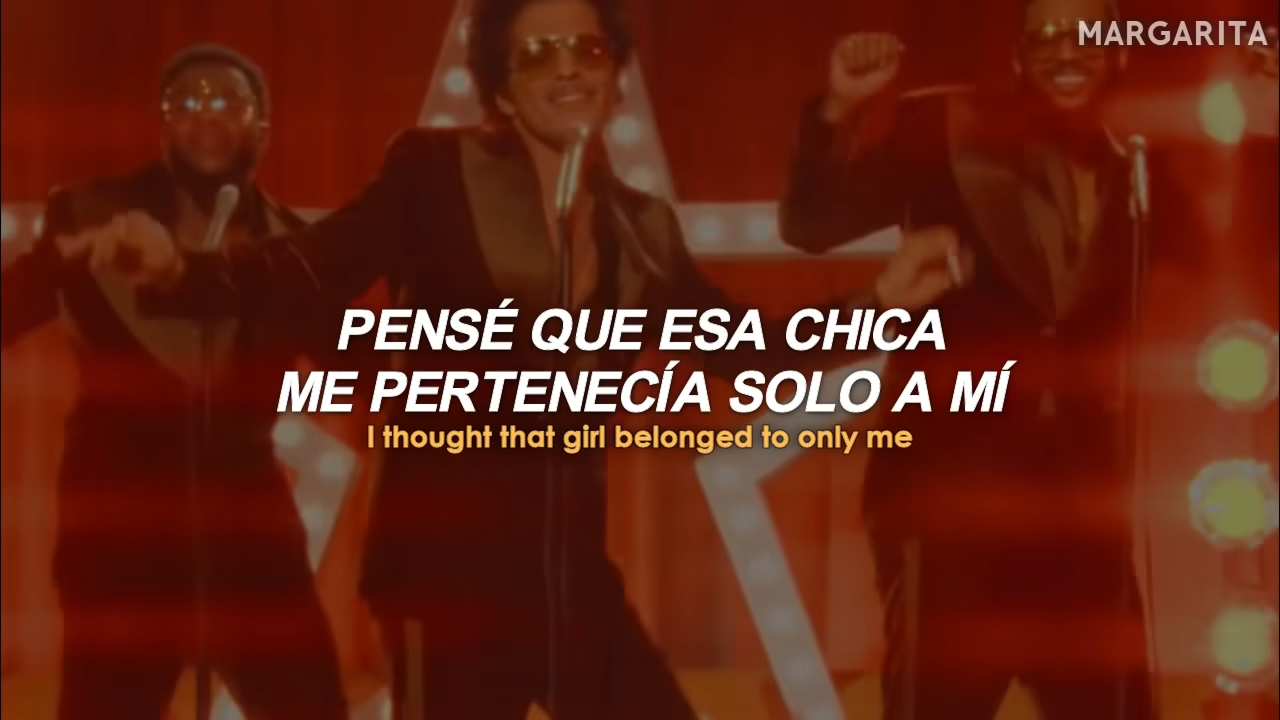 MARGARITA
PENSÉ QUE ESA CHICA
ME PERTENECÍA SOLO A MÍ
I thought that girl belonged to only me